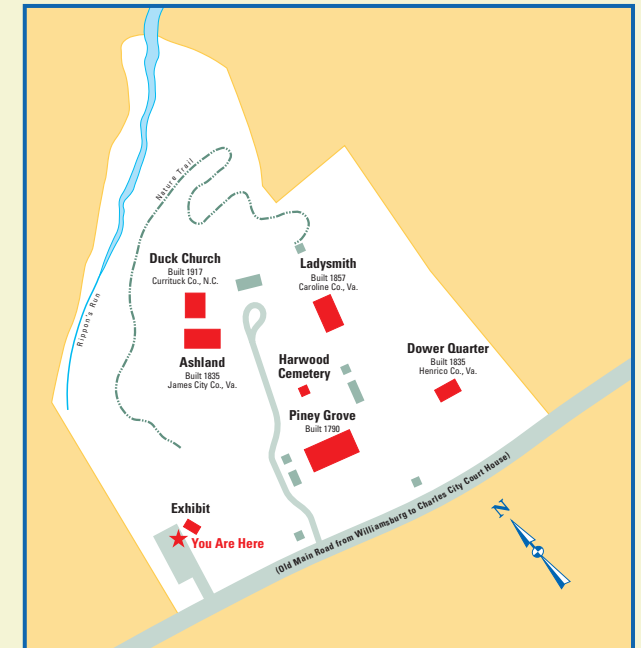 Nature Trail
Rippon's Run
Duck Church
Built 1917
Currituck Co., N.C.
Ladysmith
Built 1857
Caroline Co., Va.
Ashland
Built 1835
James City Co., Va.
Harwood
Cemetery
Dower Quarter
Built 1835
Henrico Co., Va.
Piney Grove
Built 1790
Exhibit
You Are Here
(Old Main Road from Williamsburg to Charles City Court House)
N